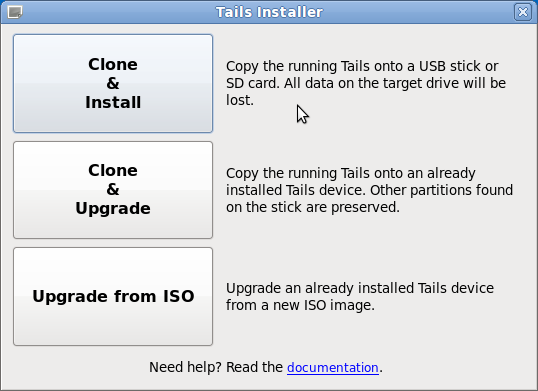 Tails Installer
Clone
&
Install
Copy the running Tails onto a USB stick or
SD card. All data on the target drive will be
lost.
Clone
&
Upgrade
Copy the running Tails onto an already
installed Tails device. Other partitions found
on the stick are preserved.
Upgrade from ISO
Upgrade an already installed Tails device
from a new ISO image.
Need help? Read the documentation.